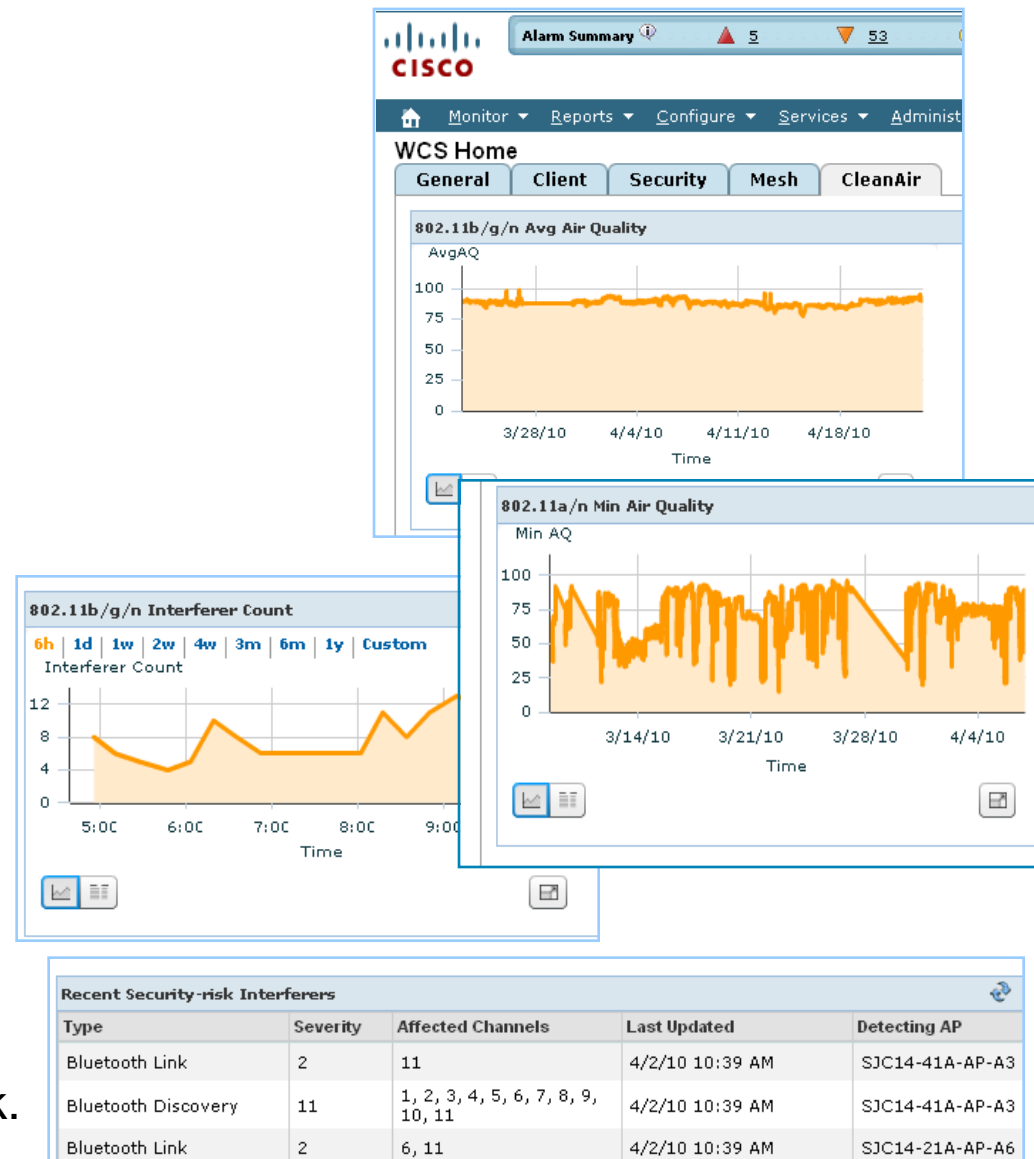 Alarm Summary 5 53
CISCO
Monitor Reports Configure Services Administ
WCS Home
General Client Security Mesh CleanAir
802.11b/g/n Avg Air Quality
AvgAQ
100
75
50
25
0
3/28/10 4/4/10 4/11/10 4/18/10
Time
802.11a/n Min Air Quality
Min AQ
100
75
50
25
0
3/14/10 3/21/10 3/28/10 4/4/10
Time
802.11b/g/n Interferer Count
6h | 1d | 1w | 2w | 4w | 3m | 6m | 1y | Custom
Interferer Count
12
8
4
0
5:00 6:00 7:00 8:00 9:00
Time
Recent Security-risk Interferers
Type Severity Affected Channels Last Updated Detecting AP
Bluetooth Link 2 11 4/2/10 10:39 AM SJC14-41A-AP-A3
Bluetooth Discovery 11 1, 2, 3, 4, 5, 6, 7, 8, 9, 10, 11 4/2/10 10:39 AM SJC14-41A-AP-A3
Bluetooth Link 2 6, 11 4/2/10 10:39 AM SJC14-21A-AP-A6